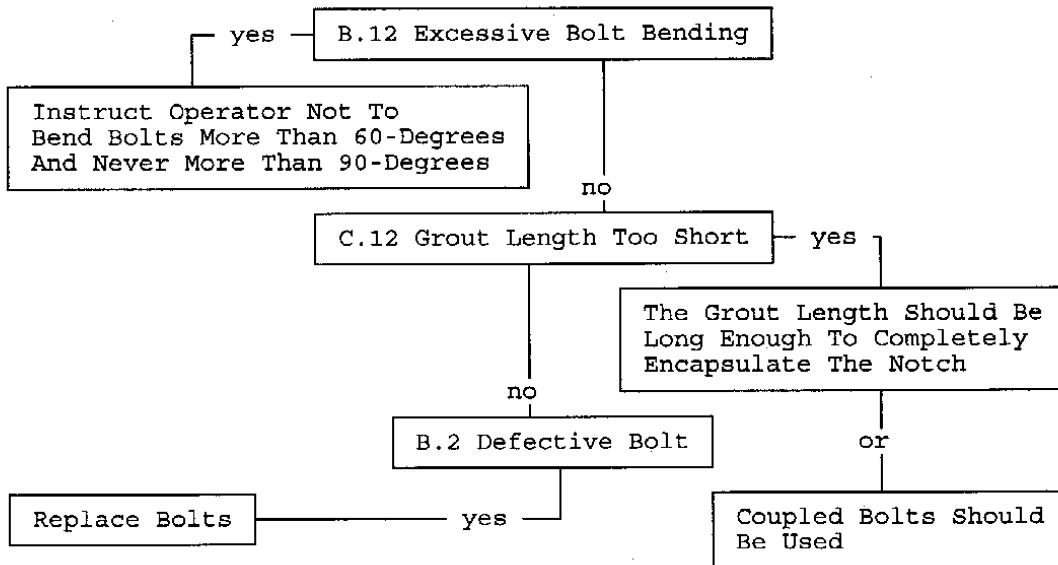 yes
B.12 Excessive Bolt Bending
Instruct Operator Not To
Bend Bolts More Than 60-Degrees
And Never More Than 90-Degrees
no
C.12 Grout Length Too Short
yes
The Grout Length Should Be
Long Enough To Completely
Encapsulate The Notch
no
B.2 Defective Bolt
or
Replace Bolts
yes
Coupled Bolts Should
Be Used